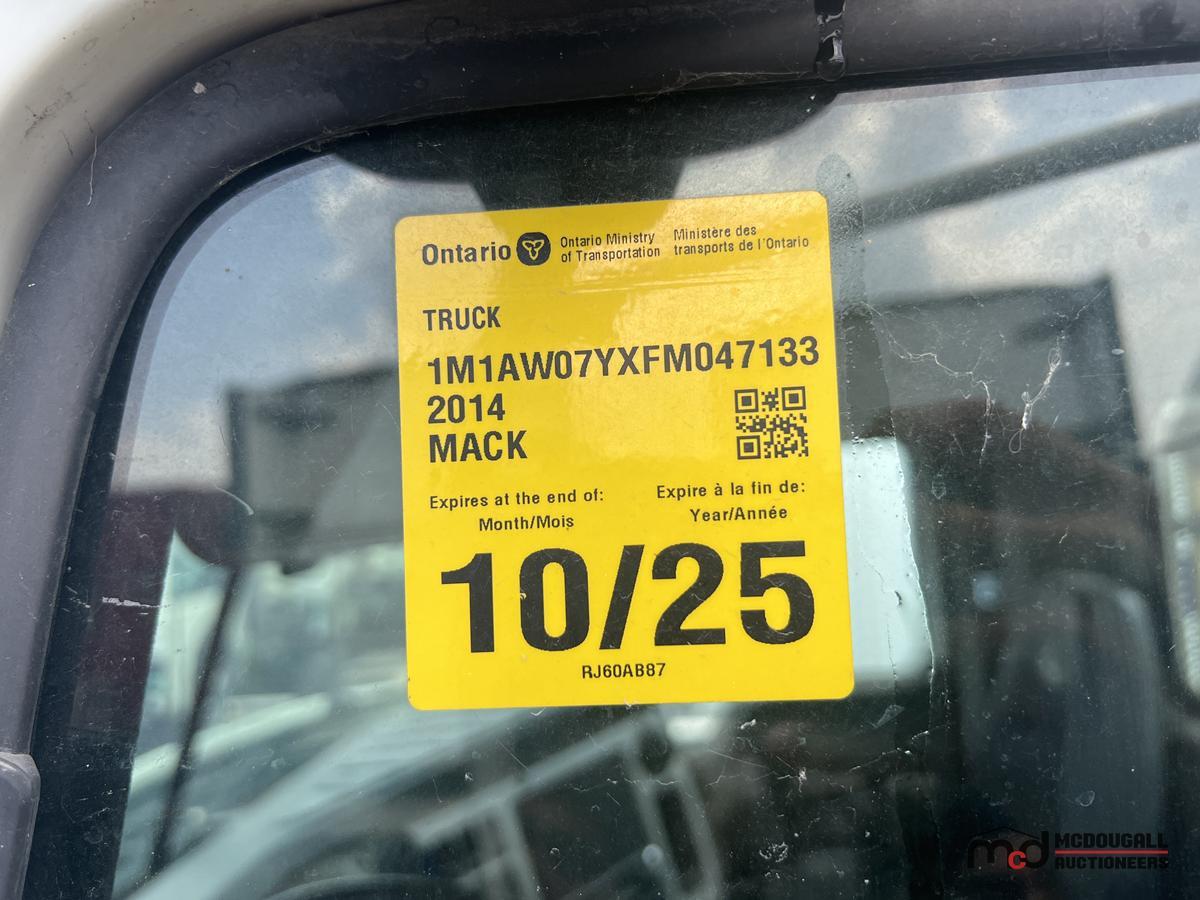 Ontario
Ontario Ministry
of Transportation
Ministère des
transports de l'Ontario
TRUCK
1M1AW07YXFM047133
2014
MACK
Expires at the end of:
Month/Mois
Expire à la fin de:
Year/Année
10/25
RJ60AB87
mcd
MCDOUGALL
AUCTIONEERS